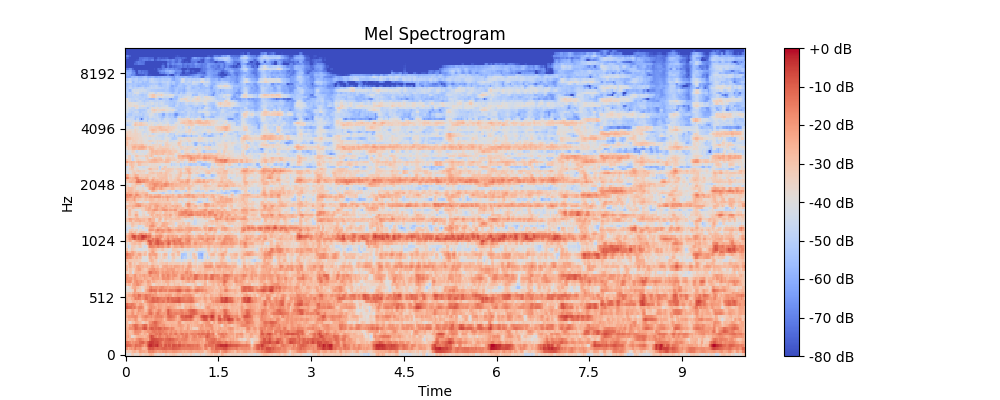 Mel Spectrogram
Hz
8192
4096
2048
1024
512
0
0 1.5 3 4.5 6 7.5 9
Time
+0 dB
-10 dB
-20 dB
-30 dB
-40 dB
-50 dB
-60 dB
-70 dB
-80 dB